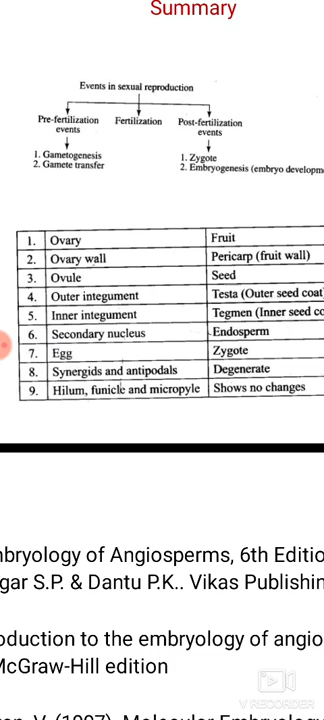 Summary
Events in sexual reproduction
Pre-fertilization events
Fertilization
Post-fertilization events
1. Gametogenesis
2. Gamete transfer
1. Zygote
2. Embryogenesis (embryo developm
1. Ovary Fruit
2. Ovary wall Pericarp (fruit wall)
3. Ovule Seed
4. Outer integument Testa (Outer seed coat
5. Inner integument Tegmen (Inner seed co
6. Secondary nucleus Endosperm
7. Egg Zygote
8. Synergids and antipodals Degenerate
9. Hilum, funicle and micropyle Shows no changes
nbryology of Angiosperms, 6th Editio
gar S.P. & Dantu P.K.. Vikas Publishin
oduction to the embryology of angio
McGraw-Hill edition
V. (1997). Molecular Embryology
V RECORDER